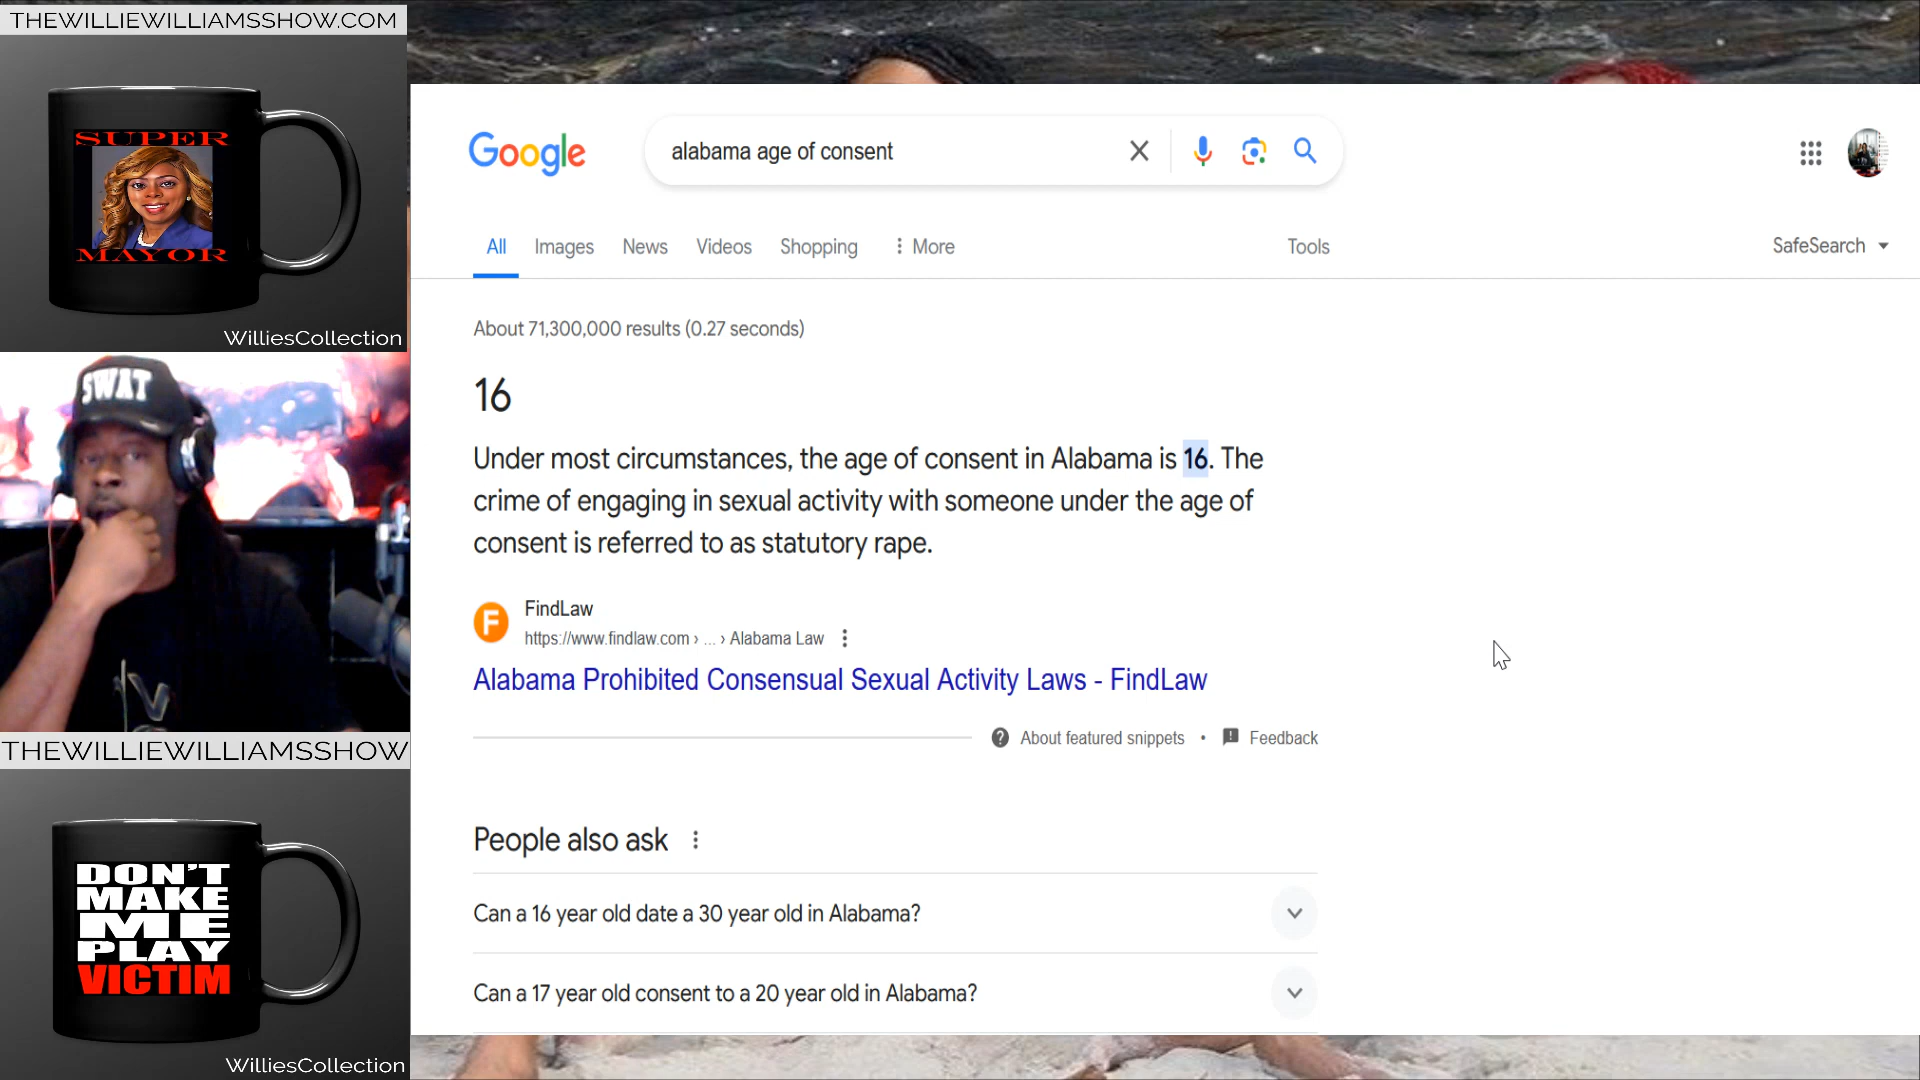 THEWILLIEWILLIAMSSHOW.COM
SUPER
MAYOR
WilliesCollection
SWAT
THEWILLIEWILLIAMSSHOW
DON'T
MAKE
ME
PLAY
VICTIM
WilliesCollection
Google
alabama age of consent
All Images News Videos Shopping More Tools SafeSearch
About 71,300,000 results (0.27 seconds)
16
Under most circumstances, the age of consent in Alabama is 16. The
crime of engaging in sexual activity with someone under the age of
consent is referred to as statutory rape.
F
FindLaw
https://www.findlaw.com › ... › Alabama Law
Alabama Prohibited Consensual Sexual Activity Laws - FindLaw
About featured snippets • Feedback
People also ask
Can a 16 year old date a 30 year old in Alabama?
Can a 17 year old consent to a 20 year old in Alabama?